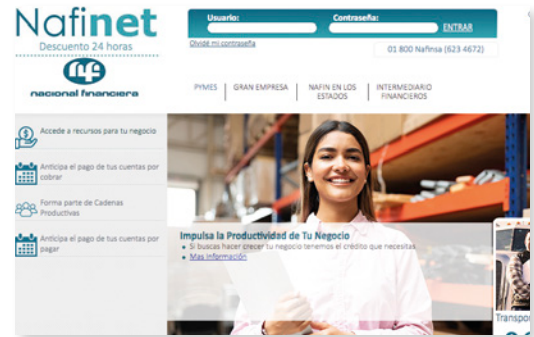 Nafinet
Descuento 24 horas
nafin
nacional financiera
Usuario:
Contraseña:
ENTRAR
Olvidé mi contraseña
01 800 Nafinsa (623 4672)
PYMES
GRAN EMPRESA
NAFIN EN LOS
ESTADOS
INTERMEDIARIO
FINANCIEROS
Accede a recursos para tu negocio
Anticipa el pago de tus cuentas por
cobrar
Forma parte de Cadenas
Productivas
Anticipa el pago de tus cuentas por
pagar
Impulsa la Productividad de Tu Negocio
Si buscas hacer crecer tu negocio tenemos el crédito que necesitas
Mas Información
Transpo